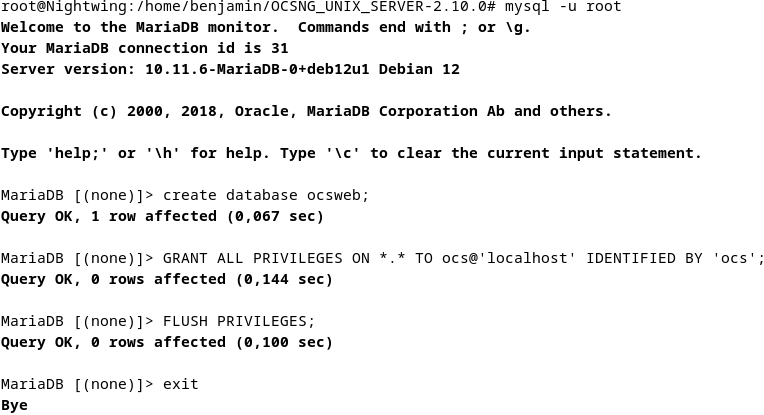 root@Nightwing:/home/benjamin/OCSNG_UNIX_SERVER-2.10.0# mysql -u root
Welcome to the MariaDB monitor.  Commands end with ; or \g.
Your MariaDB connection id is 31
Server version: 10.11.6-MariaDB-0+deb12u1 Debian 12
Copyright (c) 2000, 2018, Oracle, MariaDB Corporation Ab and others.
Type 'help;' or '\h' for help. Type '\c' to clear the current input statement.
MariaDB [(none)]> create database ocsweb;
Query OK, 1 row affected (0,067 sec)
MariaDB [(none)]> GRANT ALL PRIVILEGES ON *.* TO ocs@'localhost' IDENTIFIED BY 'ocs';
Query OK, 0 rows affected (0,144 sec)
MariaDB [(none)]> FLUSH PRIVILEGES;
Query OK, 0 rows affected (0,100 sec)
MariaDB [(none)]> exit
Bye